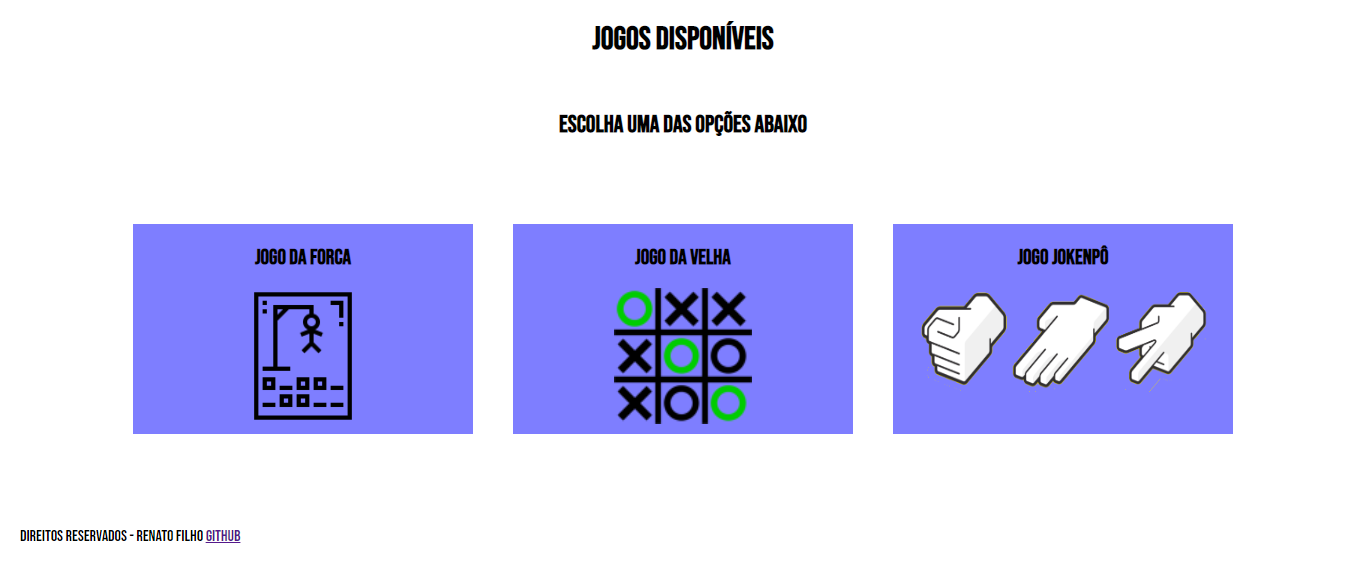 JOGOS DISPONÍVEIS
ESCOLHA UMA DAS OPÇÕES ABAIXO
JOGO DA FORCA
JOGO DA VELHA
JOGO JOKENPÔ
DIREITOS RESERVADOS - RENATO FILHO GITHUB